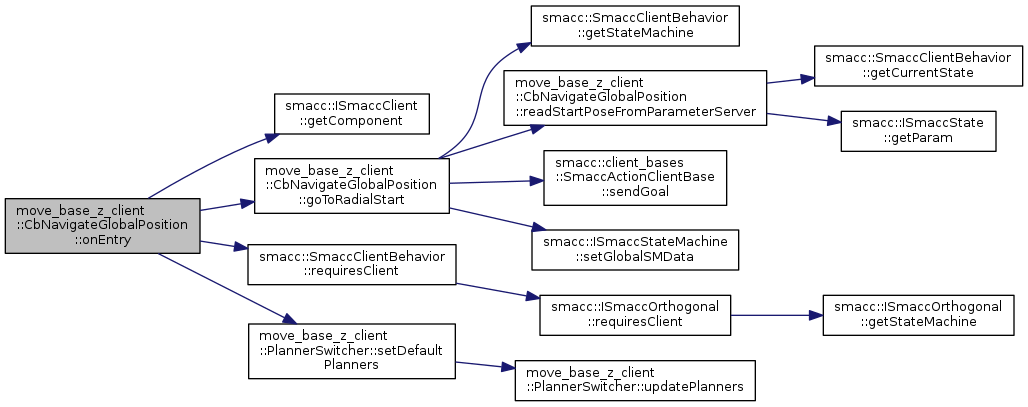 smacc::SmaccClientBehavior
::getStateMachine
smacc::SmaccClientBehavior
::getCurrentState
move_base_z_client
::CbNavigateGlobalPosition
::readStartPoseFromParameterServer
smacc::ISmaccClient
::getComponent
smacc::ISmaccState
::getParam
move_base_z_client
::CbNavigateGlobalPosition
::goToRadialStart
smacc::client_bases
::SmaccActionClientBase
::sendGoal
move_base_z_client
::CbNavigateGlobalPosition
::onEntry
smacc::ISmaccStateMachine
::setGlobalSMData
smacc::SmaccClientBehavior
::requiresClient
smacc::ISmaccOrthogonal
::requiresClient
smacc::ISmaccOrthogonal
::getStateMachine
move_base_z_client
::PlannerSwitcher::setDefault
Planners
move_base_z_client
::PlannerSwitcher::updatePlanners